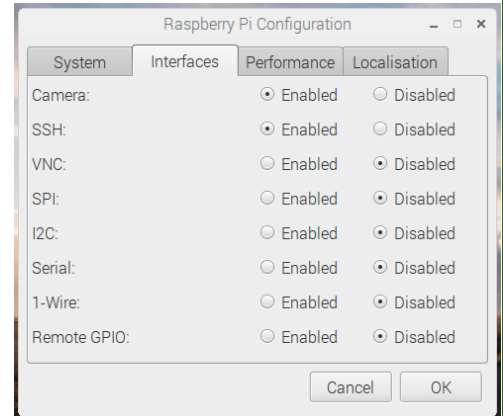 Raspberry Pi Configuration
System Interfaces Performance Localisation
Camera: Enabled Disabled
SSH: Enabled Disabled
VNC: Enabled Disabled
SPI: Enabled Disabled
I2C: Enabled Disabled
Serial: Enabled Disabled
1-Wire: Enabled Disabled
Remote GPIO: Enabled Disabled
Cancel OK